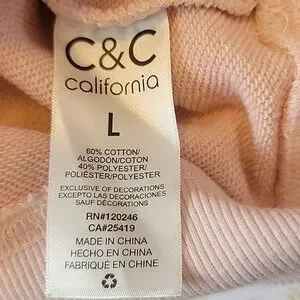 C&C
california
L
60% COTTON/
ALGODÓN/COTON
40% POLYESTER/
POLIÉSTER/POLYESTER
EXCLUSIVE OF DECORATIONS
EXCEPTO LAS DECORACIONES
SAUF DÉCORATIONS
RN#120246
CA#25419
MADE IN CHINA
HECHO EN CHINA
FABRIQUÉ EN CHINE